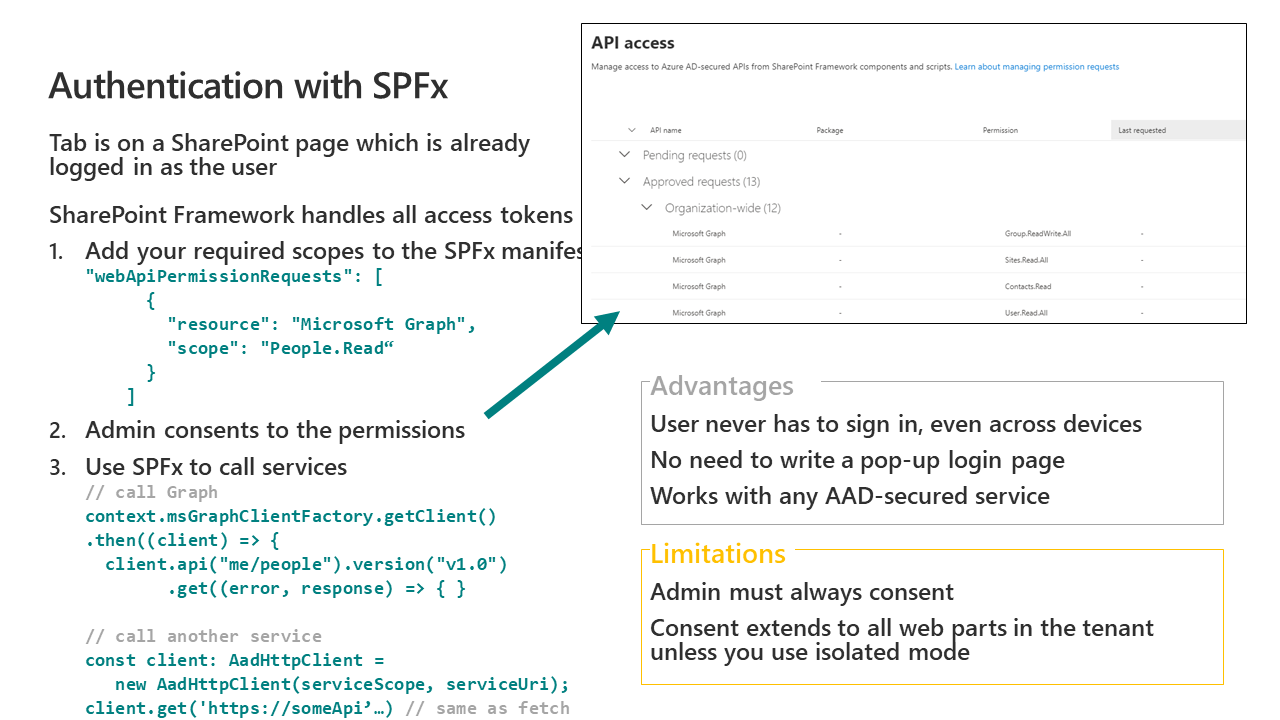 Authentication with SPFx
Tab is on a SharePoint page which is already
logged in as the user
SharePoint Framework handles all access tokens
1. Add your required scopes to the SPFx manifes
"webApiPermissionRequests": [
{
"resource": "Microsoft Graph",
"scope": "People.Read“
}
]
2. Admin consents to the permissions
3. Use SPFx to call services
// call Graph
context.msGraphClientFactory.getClient()
.then((client) => {
client.api("me/people").version("v1.0")
.get((error, response) => { }
// call another service
const client: AadHttpClient =
new AadHttpClient(serviceScope, serviceUri);
client.get('https://someApi’…) // same as fetch
API access
Manage access to Azure AD-secured APIs from SharePoint Framework components and scripts. Learn about managing permission requests
API name Package Permission Last requested
Pending requests (0)
Approved requests (13)
Organization-wide (12)
Microsoft Graph - Group.ReadWrite.All -
Microsoft Graph - Sites.Read.All -
Microsoft Graph - Contacts.Read -
Microsoft Graph - User.Read.All -
Advantages
User never has to sign in, even across devices
No need to write a pop-up login page
Works with any AAD-secured service
Limitations
Admin must always consent
Consent extends to all web parts in the tenant
unless you use isolated mode